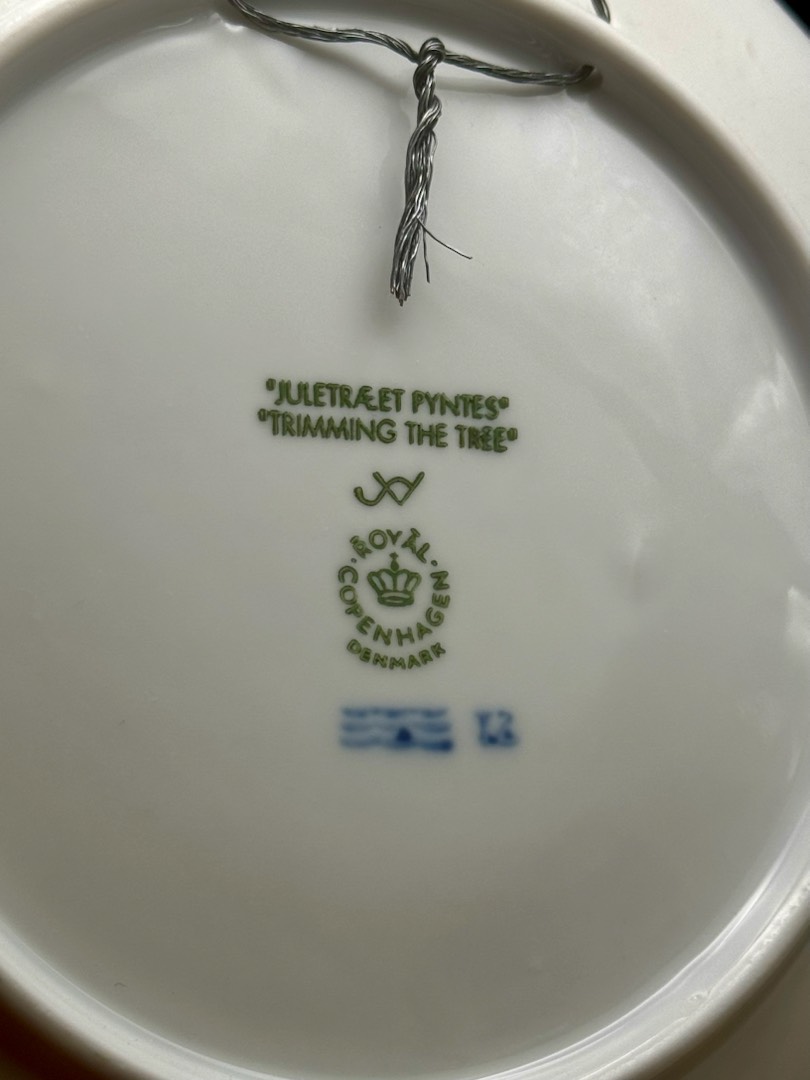 "JULETRÆET PYNTES"
"TRIMMING THE TREE"
ROYAL
COPENHAGEN
DENMARK